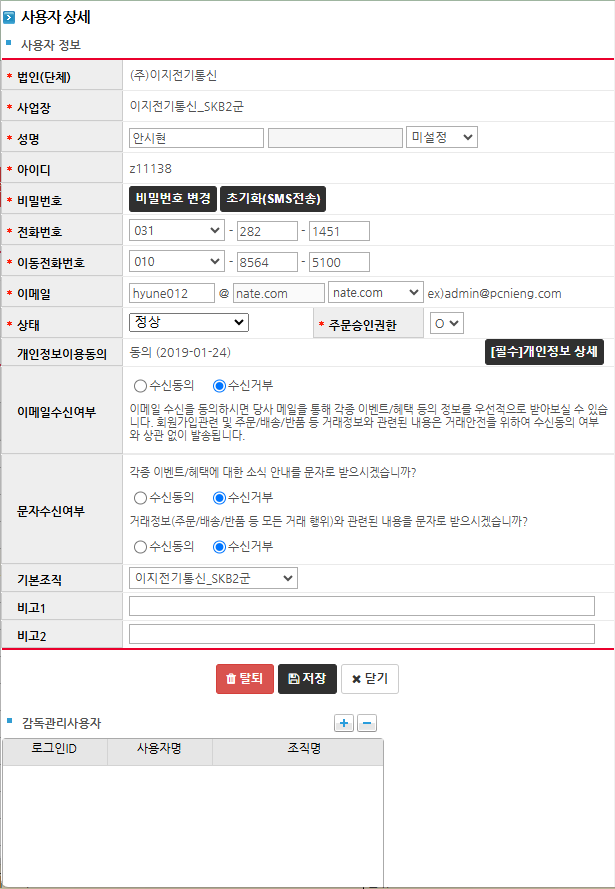 사용자 상세
사용자 정보
* 법인(단체) (주)이지전기통신
* 사업장 이지전기통신_SKB2군
* 성명 안시현 미설정
* 아이디 z11138
* 비밀번호 비밀번호 변경 초기화(SMS전송)
* 전화번호 031 - 282 - 1451
* 이동전화번호 010 - 8564 - 5100
* 이메일 hyune012 @ nate.com nate.com ex)admin@pcnieng.com
* 상태 정상 * 주문승인권한 O
개인정보이용동의 동의 (2019-01-24) [필수]개인정보 상세
이메일수신여부 수신동의 수신거부
이메일 수신을 동의하시면 당사 메일을 통해 각종 이벤트/혜택 등의 정보를 우선적으로 받아보실 수 있습
니다. 회원가입관련 및 주문/배송/반품 등 거래정보와 관련된 내용은 거래안전을 위하여 수신동의 여부
와 상관 없이 발송됩니다.
문자수신여부
각종 이벤트/혜택에 대한 소식 안내를 문자로 받으시겠습니까?
수신동의 수신거부
거래정보(주문/배송/반품 등 모든 거래 행위)와 관련된 내용을 문자로 받으시겠습니까?
수신동의 수신거부
기본조직 이지전기통신_SKB2군
비고1
비고2
탈퇴 저장 닫기
감독관리사용자
로그인ID 사용자명 조직명